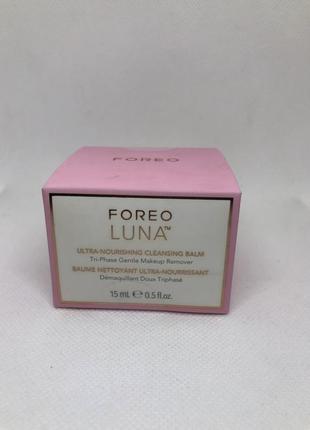 FOREO
FOREO
LUNA™
ULTRA-NOURISHING CLEANSING BALM
Tri-Phase Gentle Makeup Remover
BAUME NETTOYANT ULTRA-NOURRISSANT
Démaquillant Doux Triphasé
15 mL ℮ 0.5 fl.oz.